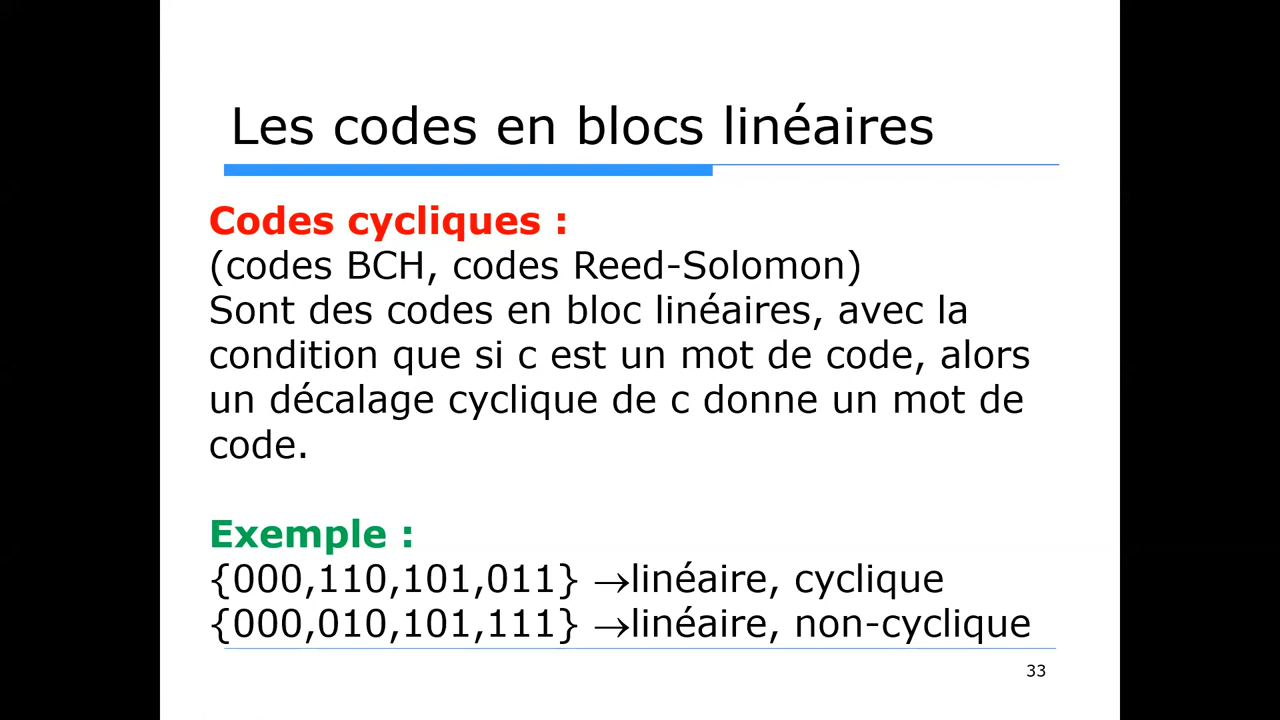 Les codes en blocs linéaires
Codes cycliques :
(codes BCH, codes Reed-Solomon)
Sont des codes en bloc linéaires, avec la
condition que si c est un mot de code, alors
un décalage cyclique de c donne un mot de
code.
Exemple :
{000,110,101,011} →linéaire, cyclique
{000,010,101,111} →linéaire, non-cyclique
33